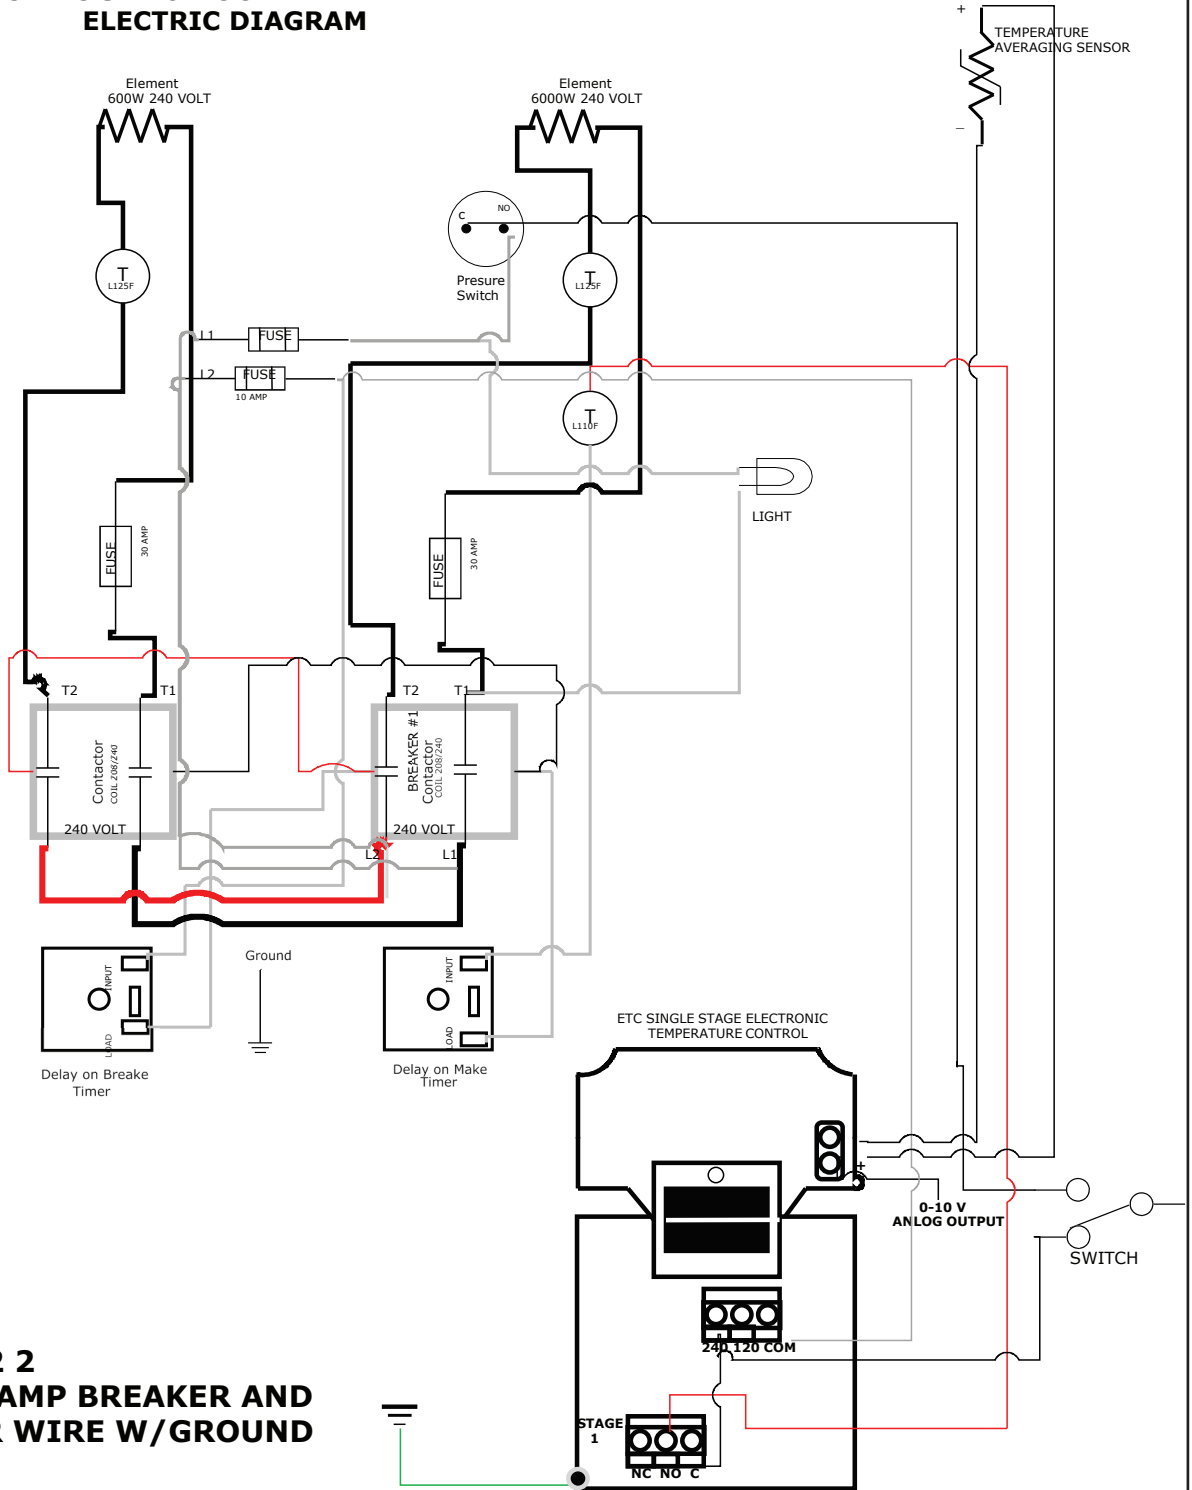 ELECTRIC DIAGRAM
+
TEMPERATURE
AVERAGING SENSOR
–
Element
600W 240 VOLT
Element
6000W 240 VOLT
C
NO
Presure
Switch
T
L125F
T
L125F
L1
FUSE
L2
FUSE
10 AMP
T
L110F
LIGHT
FUSE
30 AMP
FUSE
30 AMP
T2
T1
T2
T1
Contactor
COIL 208/240
240 VOLT
BREAKER #1
Contactor
COIL 208/240
240 VOLT
L2
L1
INPUT
LOAD
Delay on Breake
Timer
Ground
INPUT
LOAD
Delay on Make
Timer
ETC SINGLE STAGE ELECTRONIC
TEMPERATURE CONTROL
+
0-10 V
ANLOG OUTPUT
SWITCH
240 120 COM
STAGE
1
NC NO C
2 2
AMP BREAKER AND
R WIRE W/GROUND